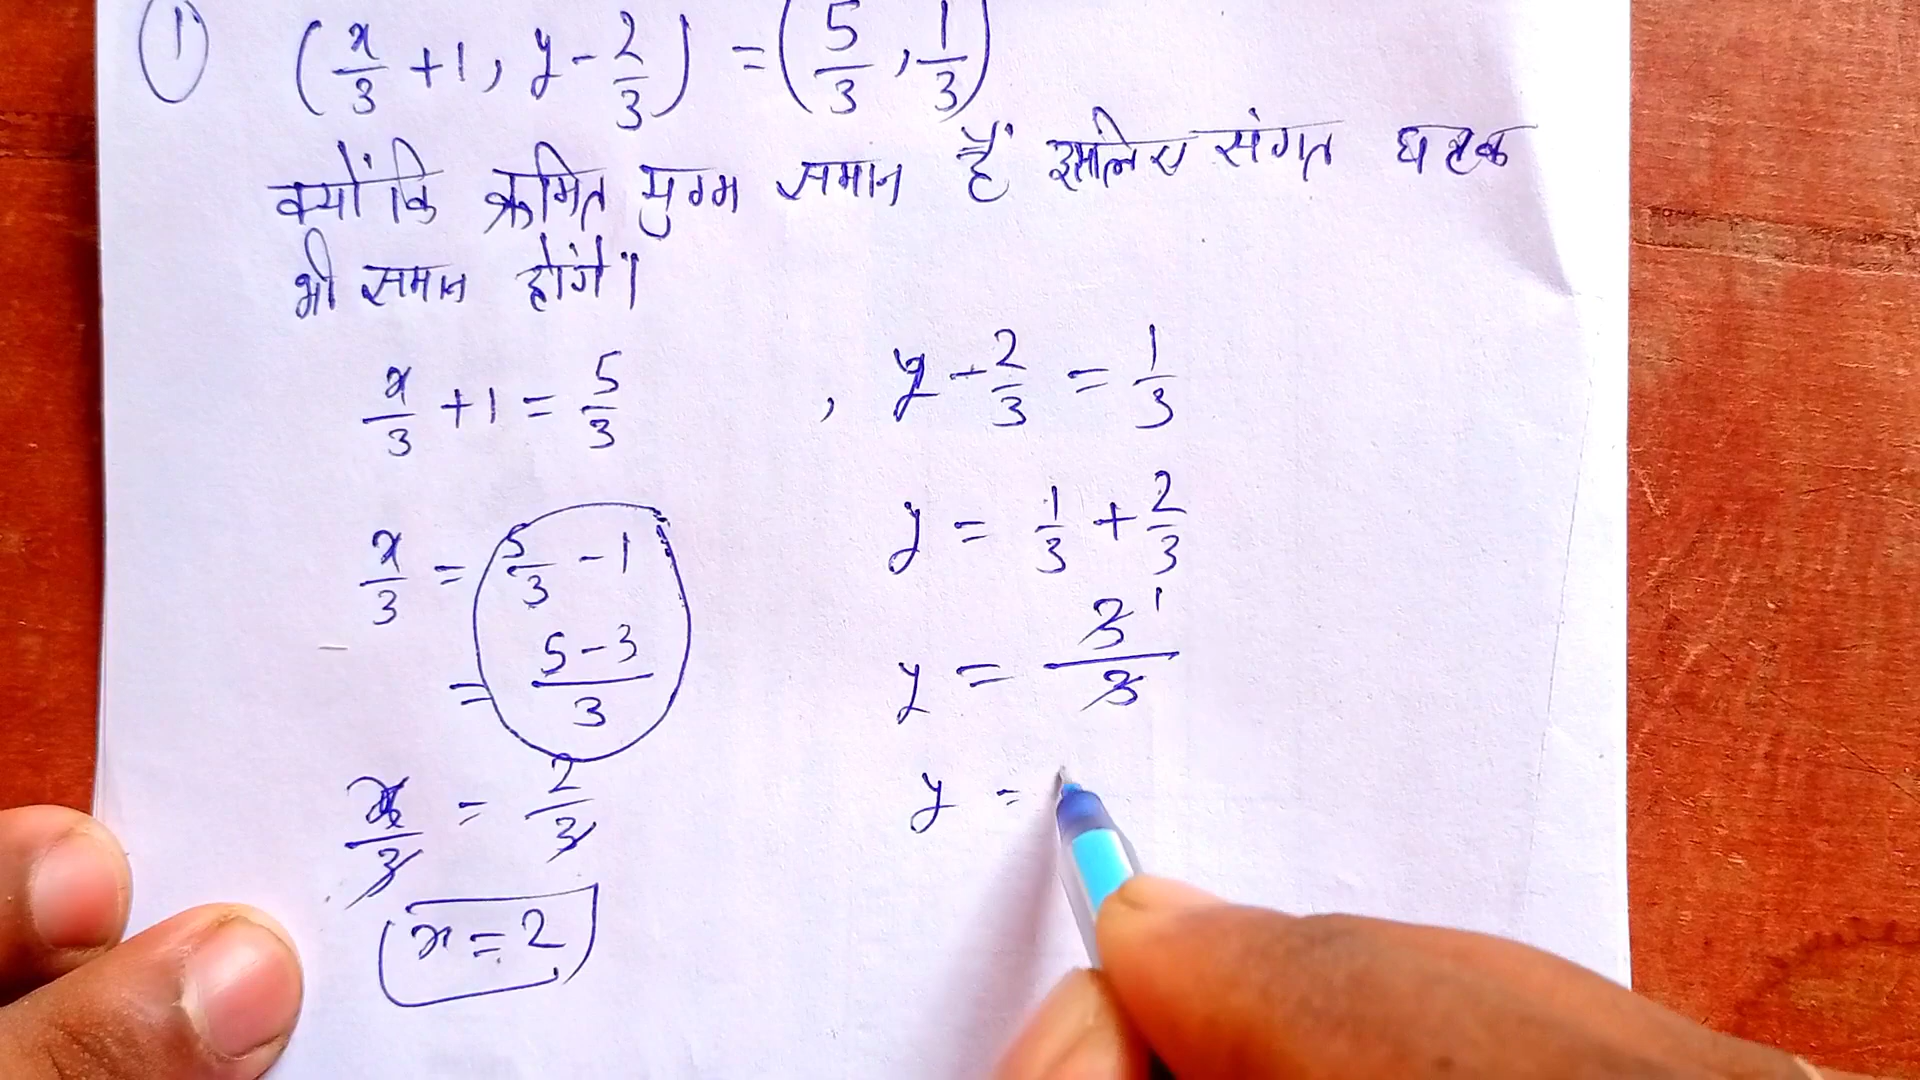 ① (x/3 + 1, y - 2/3) = (5/3, 1/3)
क्योंकि क्रमित युग्म समान हैं इसलिए संगत घटक
भी समान होंगे।
x/3 + 1 = 5/3 , y - 2/3 = 1/3
x/3 = 5/3 - 1
= 5-3/3
x/3 = 2/3
x = 2
y = 1/3 + 2/3
y = 3/3 1
y =